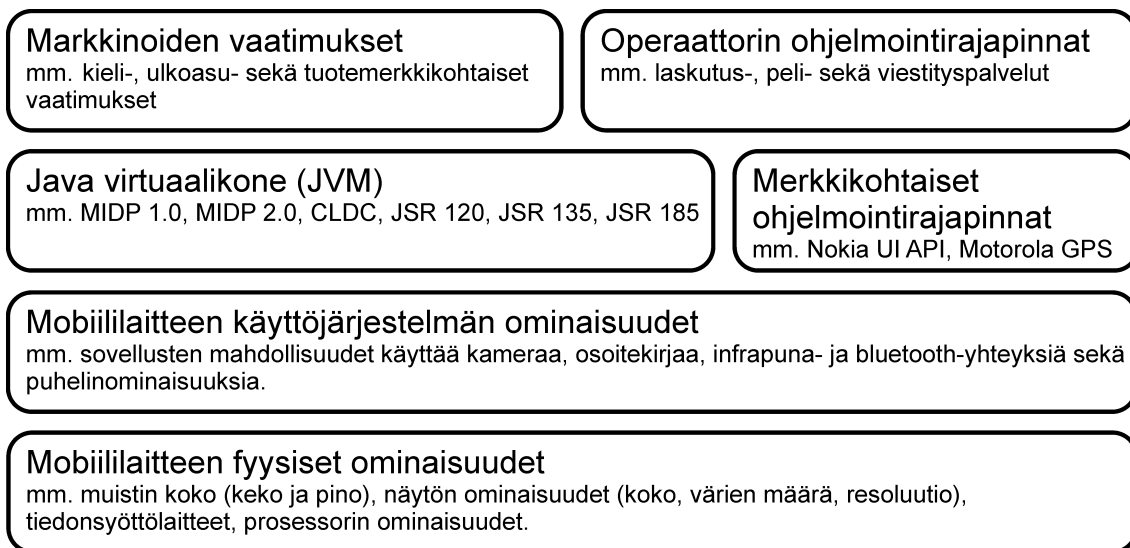 Markkinoiden vaatimukset
mm. kieli-, ulkoasu- sekä tuotemerkkikohtaiset
vaatimukset
Operaattorin ohjelmointirajapinnat
mm. laskutus-, peli- sekä viestityspalvelut
Java virtuaalikone (JVM)
mm. MIDP 1.0, MIDP 2.0, CLDC, JSR 120, JSR 135, JSR 185
Merkkikohtaiset
ohjelmointirajapinnat
mm. Nokia UI API, Motorola GPS
Mobiililaitteen käyttöjärjestelmän ominaisuudet
mm. sovellusten mahdollisuudet käyttää kameraa, osoitekirjaa, infrapuna- ja bluetooth-yhteyksiä sekä
puhelinominaisuuksia.
Mobiililaitteen fyysiset ominaisuudet
mm. muistin koko (keko ja pino), näytön ominaisuudet (koko, värien määrä, resoluutio),
tiedonsyöttölaitteet, prosessorin ominaisuudet.